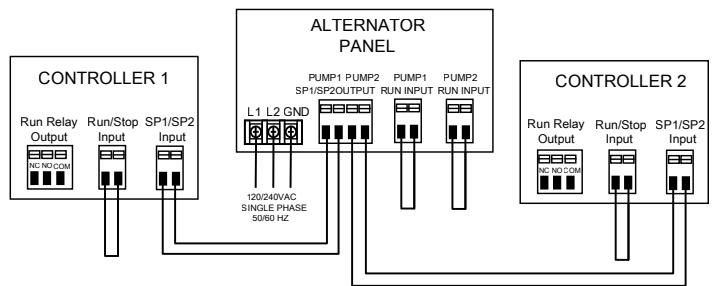 ALTERNATOR
PANEL
PUMP1 PUMP2
SP1/SP2OUTPUT
PUMP1
RUN INPUT
PUMP2
RUN INPUT
L1 L2 GND
120/240VAC
SINGLE PHASE
50/60 HZ
CONTROLLER 1
Run Relay
Output
Run/Stop
Input
SP1/SP2
Input
NC NO COM
CONTROLLER 2
Run Relay
Output
Run/Stop
Input
SP1/SP2
Input
NC NO COM